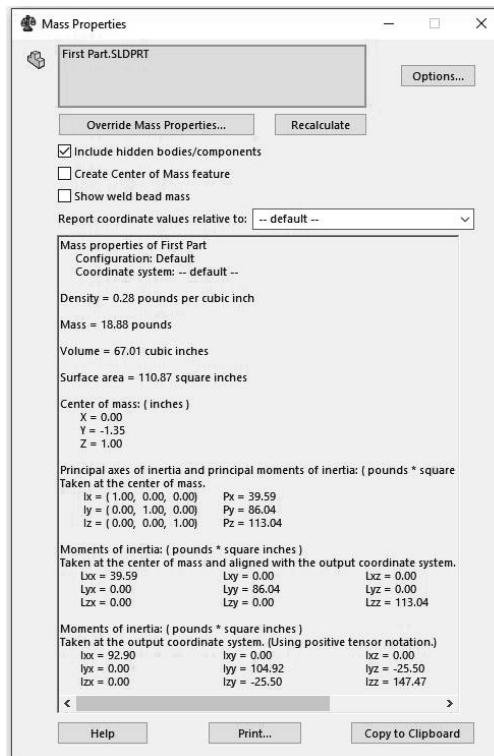 Mass Properties
First Part.SLDPRT
Options...
Override Mass Properties...
Recalculate
Include hidden bodies/components
Create Center of Mass feature
Show weld bead mass
Report coordinate values relative to: -- default --
Mass properties of First Part
Configuration: Default
Coordinate system: -- default --
Density = 0.28 pounds per cubic inch
Mass = 18.88 pounds
Volume = 67.01 cubic inches
Surface area = 110.87 square inches
Center of mass: ( inches )
X = 0.00
Y = -1.35
Z = 1.00
Principal axes of inertia and principal moments of inertia: ( pounds * square
Taken at the center of mass.
Ix = ( 1.00, 0.00, 0.00) Px = 39.59
Iy = ( 0.00, 1.00, 0.00) Py = 86.04
Iz = ( 0.00, 0.00, 1.00) Pz = 113.04
Moments of inertia: ( pounds * square inches )
Taken at the center of mass and aligned with the output coordinate system.
Lxx = 39.59 Lxy = 0.00 Lxz = 0.00
Lyx = 0.00 Lyy = 86.04 Lyz = 0.00
Lzx = 0.00 Lzy = 0.00 Lzz = 113.04
Moments of inertia: ( pounds * square inches )
Taken at the output coordinate system. (Using positive tensor notation.)
Ixx = 92.90 Ixy = 0.00 Ixz = 0.00
Iyx = 0.00 Iyy = 104.92 Iyz = -25.50
Izx = 0.00 Izy = -25.50 Izz = 147.47
Help
Print...
Copy to Clipboard